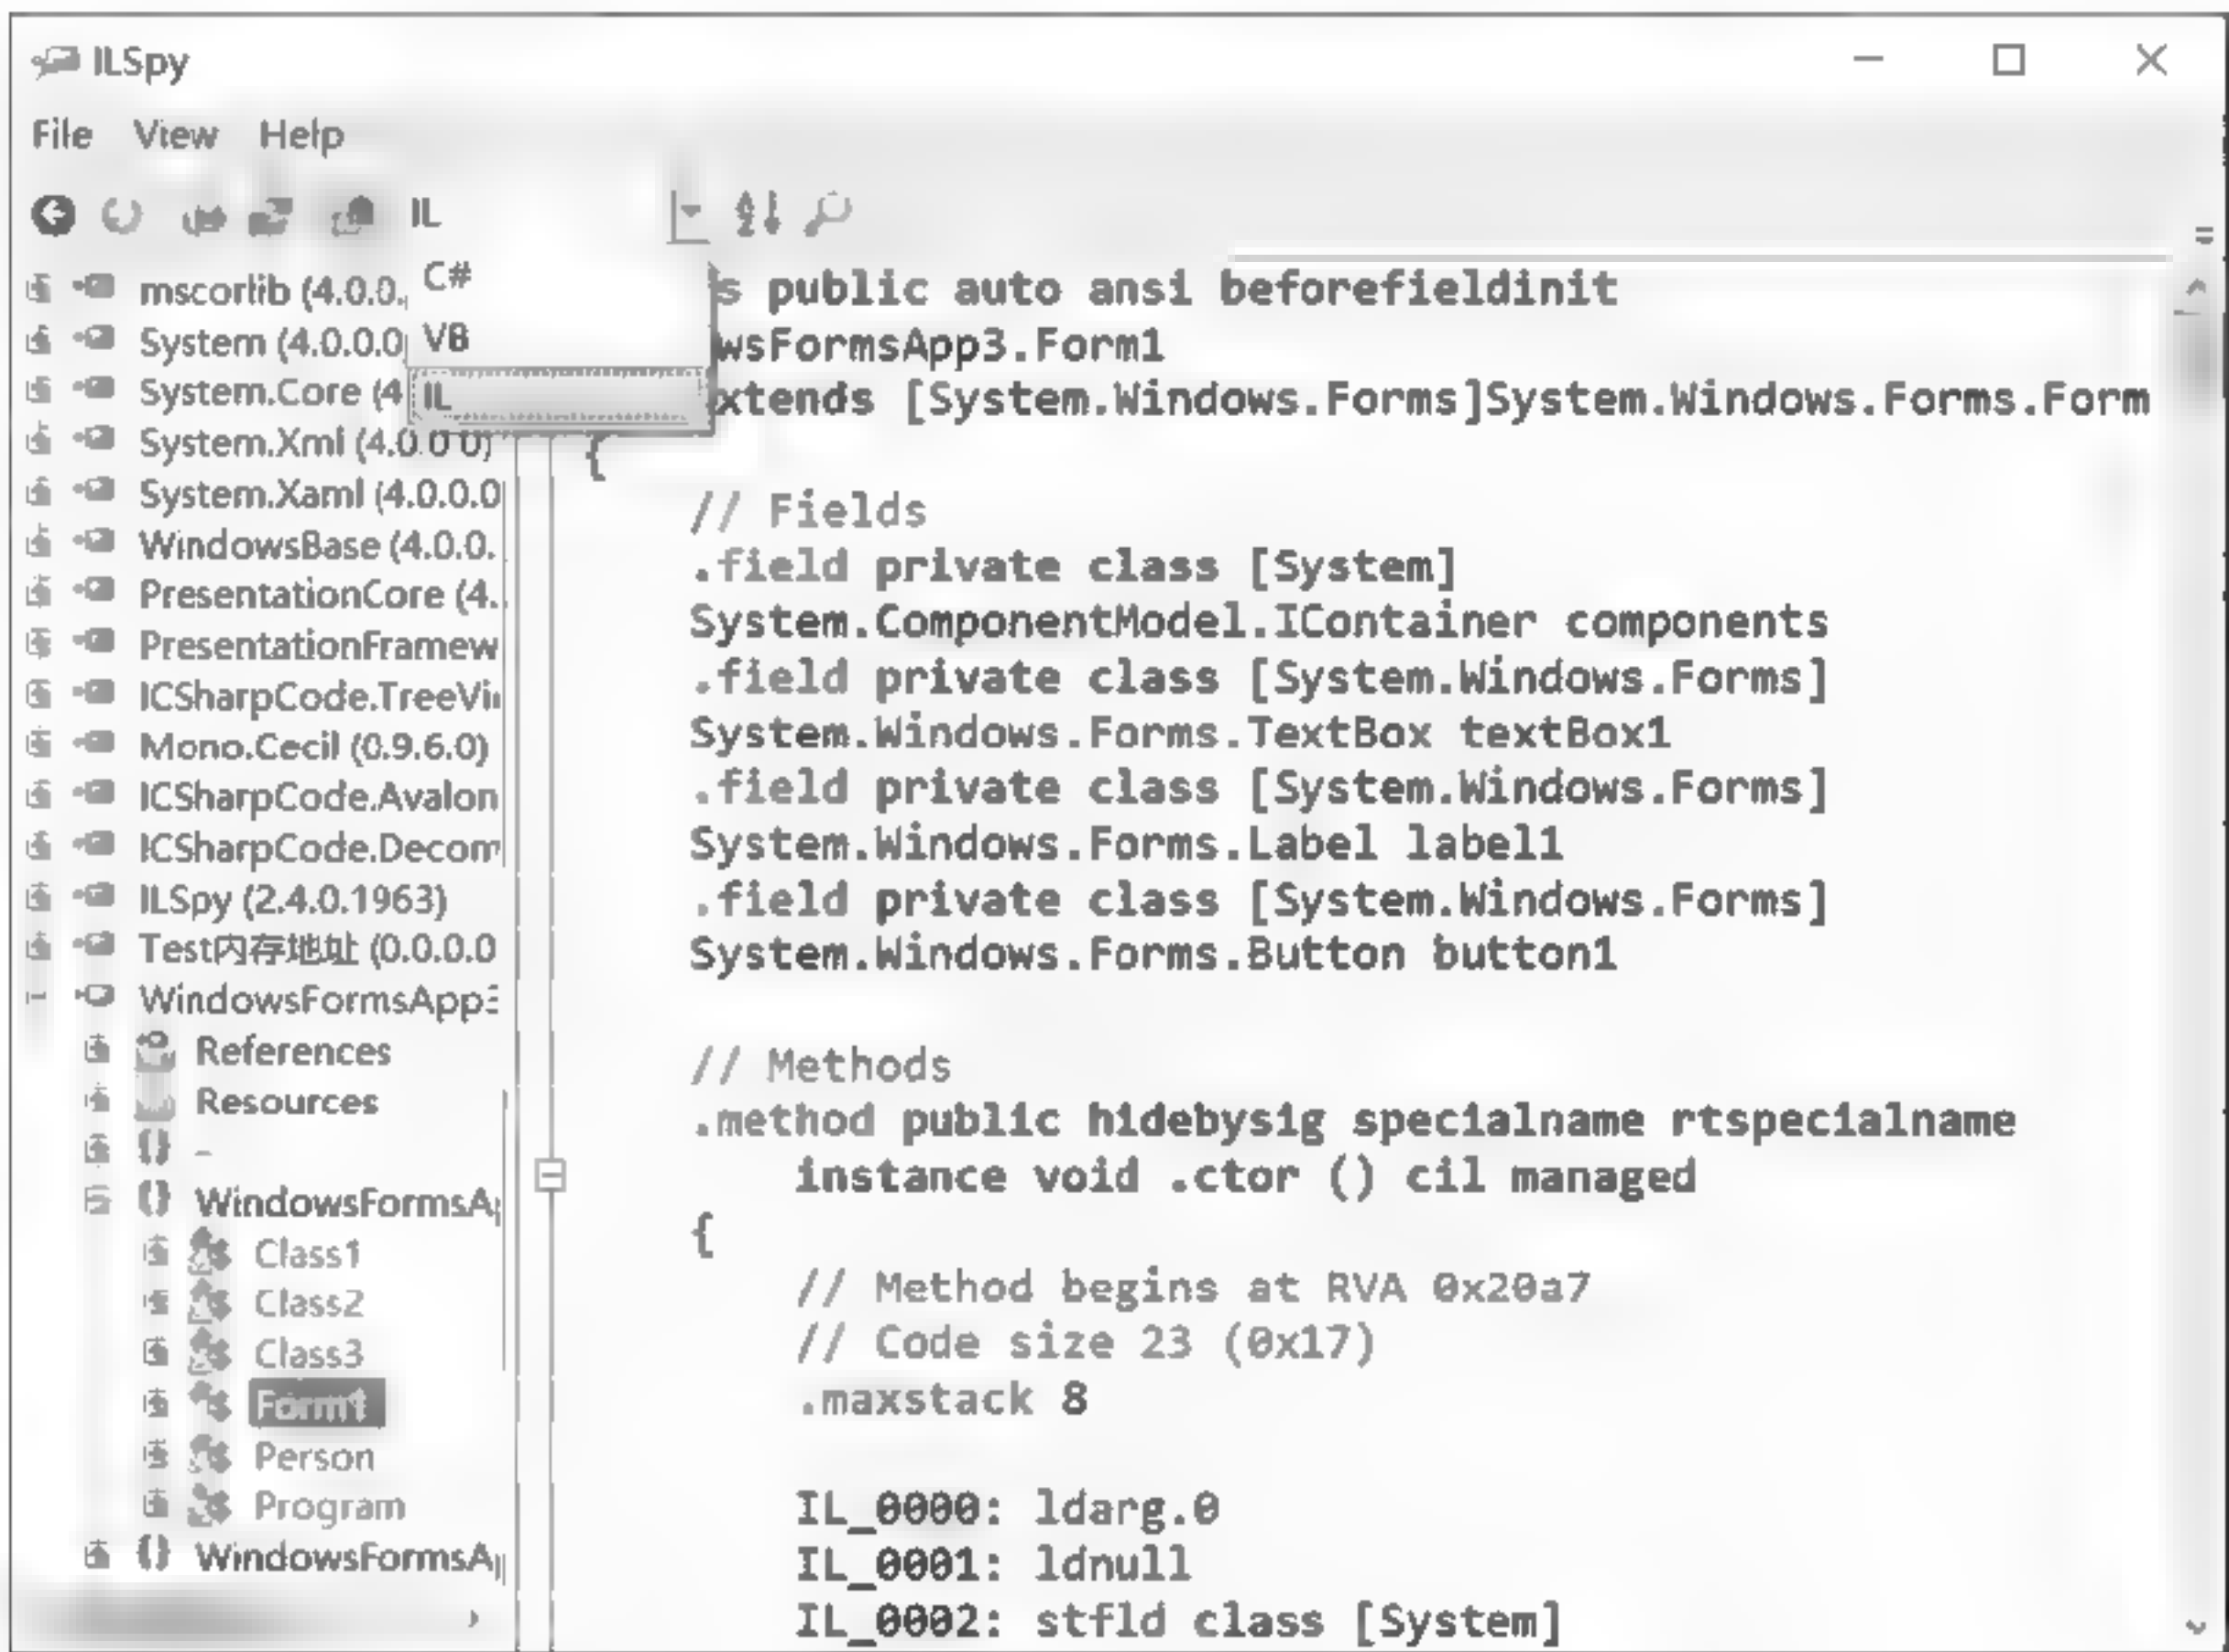 ILSpy
File View Help
IL
C#
VB
IL
mscorlib (4.0.0.
System (4.0.0.0
System.Core (4
System.Xml (4.0.0.0)
System.Xaml (4.0.0.0
WindowsBase (4.0.0.
PresentationCore (4.
PresentationFramew
ICSharpCode.TreeVi
Mono.Cecil (0.9.6.0)
ICSharpCode.Avalon
ICSharpCode.Decom
ILSpy (2.4.0.1963)
Test内存地址 (0.0.0.0
WindowsFormsApp3
References
Resources
{} -
{} WindowsFormsAp
Class1
Class2
Class3
Form1
Person
Program
{} WindowsFormsAp
s public auto ansi beforefieldinit
wsFormsApp3.Form1
xtends [System.Windows.Forms]System.Windows.Forms.Form
{
// Fields
.field private class [System]
System.ComponentModel.IContainer components
.field private class [System.Windows.Forms]
System.Windows.Forms.TextBox textBox1
.field private class [System.Windows.Forms]
System.Windows.Forms.Label label1
.field private class [System.Windows.Forms]
System.Windows.Forms.Button button1
// Methods
.method public hidebysig specialname rtspecialname
instance void .ctor () cil managed
{
// Method begins at RVA 0x20a7
// Code size 23 (0x17)
.maxstack 8
IL_0000: ldarg.0
IL_0001: ldnull
IL_0002: stfld class [System]